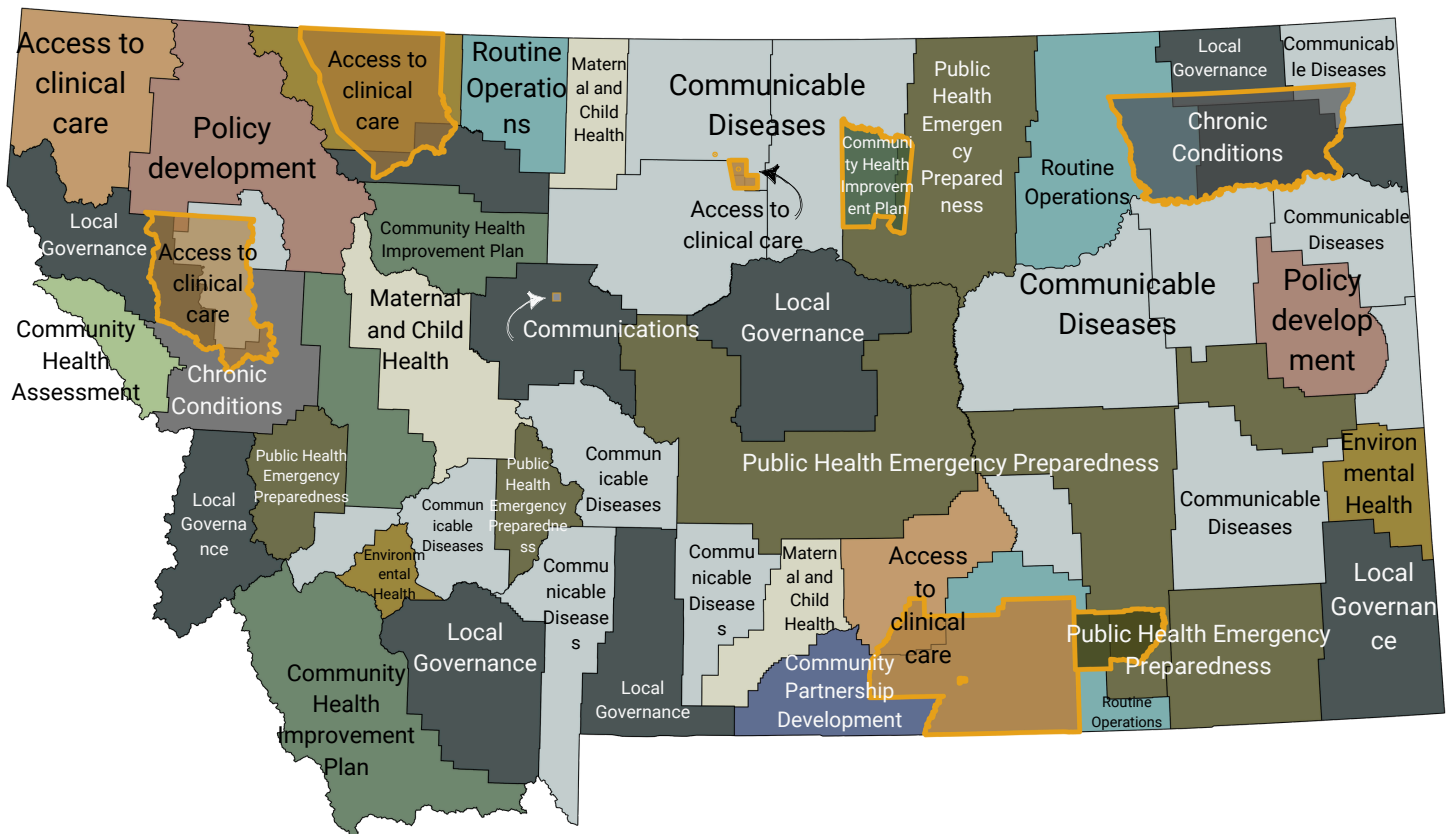 Access to
clinical
care
Policy
development
Access to
clinical
care
Routine
Operatio
ns
Matern
al and
Child
Health
Communicable
Diseases
Public
Health
Emergen
cy
Prepared
ness
Local
Governance
Communicab
le Diseases
Routine
Operations
Chronic
Conditions
Communi
ty Health
Improvem
ent Plan
Access to
clinical care
Local
Governance
Access to
clinical
care
Community Health
Improvement Plan
Communicable
Diseases
Community
Health
Assessment
Chronic
Conditions
Maternal
and Child
Health
Communications
Local
Governance
Communicable
Diseases
Policy
develop
ment
Local
Governa
nce
Public Health
Emergency
Preparedness
Commun
icable
Diseases
Public
Health
Emergency
Preparedne
ss
Commun
icable
Diseases
Public Health Emergency Preparedness
Communicable
Diseases
Environ
mental
Health
Environm
ental
Health
Commu
nicable
Disease
s
Commu
nicable
Disease
s
Matern
al and
Child
Health
Access
to
clinical
care
Local
Governan
ce
Community
Health
Improvement
Plan
Local
Governance
Local
Governance
Community
Partnership
Development
Public Health Emergency
Preparedness
Routine
Operations